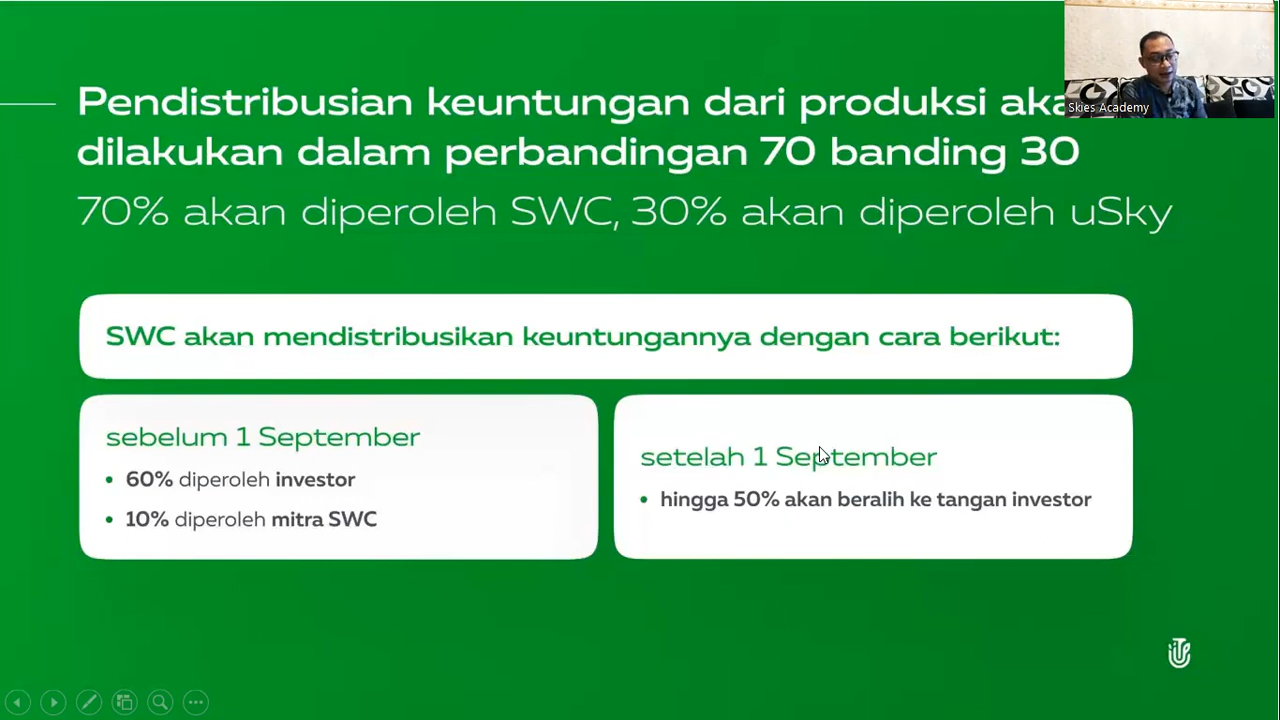 Pendistribusian keuntungan dari produksi aka
dilakukan dalam perbandingan 70 banding 30
70% akan diperoleh SWC, 30% akan diperoleh uSky
Skies Academy
SWC akan mendistribusikan keuntungannya dengan cara berikut:
sebelum 1 September
• 60% diperoleh investor
• 10% diperoleh mitra SWC
setelah 1 September
• hingga 50% akan beralih ke tangan investor